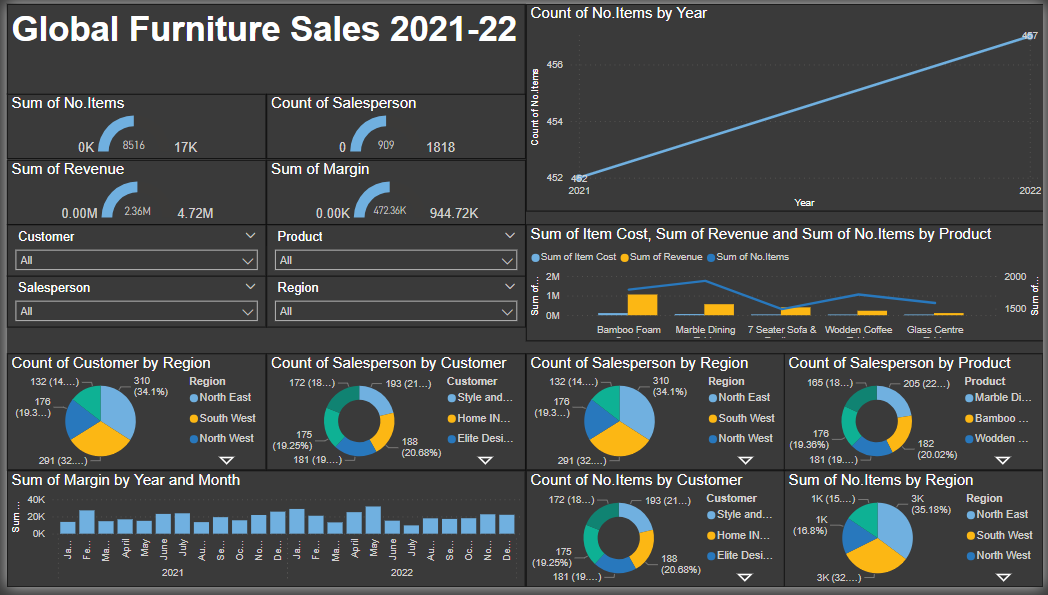 Global Furniture Sales 2021-22
Sum of No.Items
0K
8516
17K
Count of Salesperson
0
909
1818
Sum of Revenue
0.00M
2.36M
4.72M
Sum of Margin
0.00K
472.36K
944.72K
Customer
All
Product
All
Salesperson
All
Region
All
Count of No.Items by Year
Count of No.Items
456
454
452
452
457
2021
2022
Year
Sum of Item Cost, Sum of Revenue and Sum of No.Items by Product
Sum of Item Cost
Sum of Revenue
Sum of No.Items
Sum of...
2M
1M
0M
2000
1500
Sum of...
Bamboo Foam
Marble Dining
7 Seater Sofa &
Wodden Coffee
Glass Centre
Count of Customer by Region
132 (14....)
310
(34.1%)
176
(19.3...)
291 (32....)
Region
North East
South West
North West
Count of Salesperson by Customer
172 (18...)
193 (21...)
175
(19.25%)
181 (19....)
188
(20.68%)
Customer
Style and...
Home IN...
Elite Desi...
Count of Salesperson by Region
132 (14....)
310
(34.1%)
176
(19.3...)
291 (32....)
Region
North East
South West
North West
Count of Salesperson by Product
165 (18...)
205 (22...)
176
(19.36%)
181 (19....)
182
(20.02%)
Product
Marble Di...
Bamboo ...
Wodden ...
Sum of Margin by Year and Month
Sum ...
40K
20K
0K
Ja...
Fe...
Ma...
April
May
June
July
Au...
Se...
Oc...
No...
De...
Ja...
Fe...
Ma...
April
May
June
July
Au...
Se...
Oc...
No...
De...
2021
2022
Count of No.Items by Customer
172 (18...)
193 (21...)
175
(19.25%)
181 (19....)
188
(20.68%)
Customer
Style and...
Home IN...
Elite Desi...
Sum of No.Items by Region
1K (15....)
3K
(35.18%)
1K
(16.8%)
3K (32....)
Region
North East
South West
North West